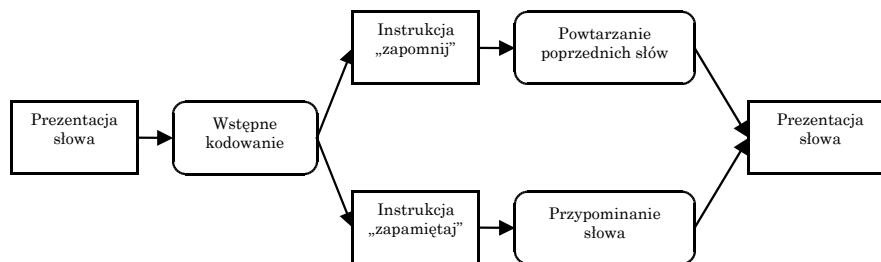 Instrukcja
„zapomnij”
Powtarzanie
poprzednich słów
Prezentacja
słowa
Wstępne
kodowanie
Prezentacja
słowa
Instrukcja
„zapamiętaj”
Przypominanie
słowa